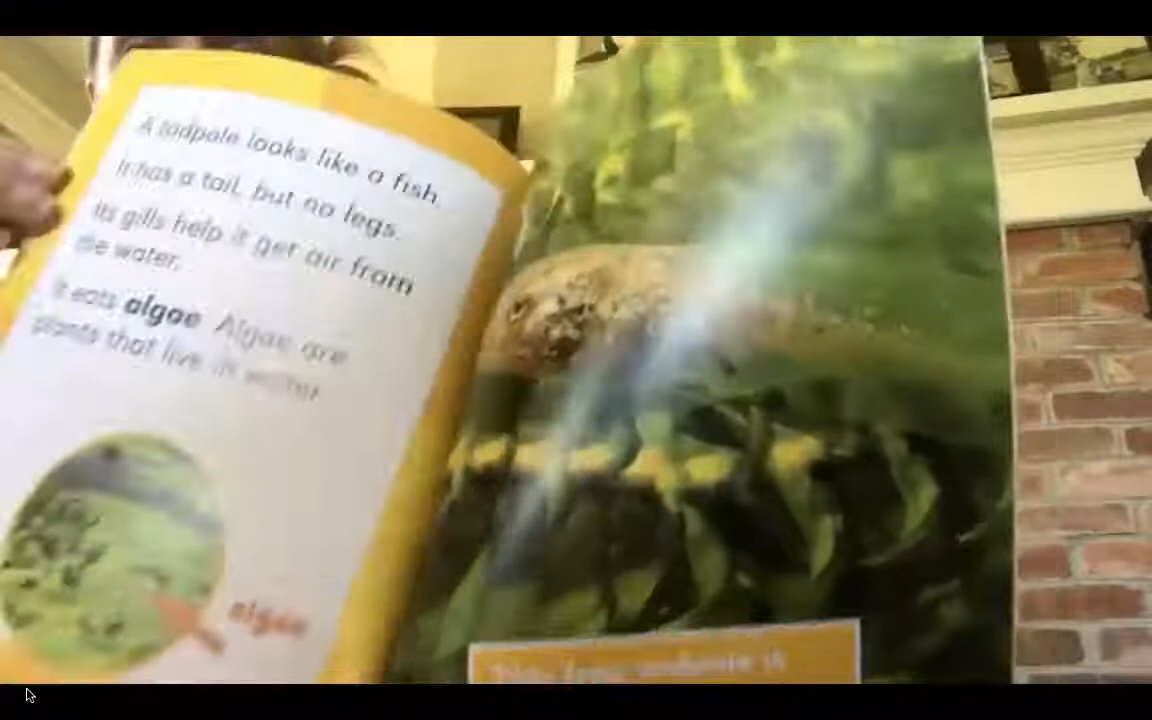 A tadpole looks like a fish
It has a tail, but no legs.
Its gills help it get air from
the water.
It eats algae Algae are
plants that live in water
algae